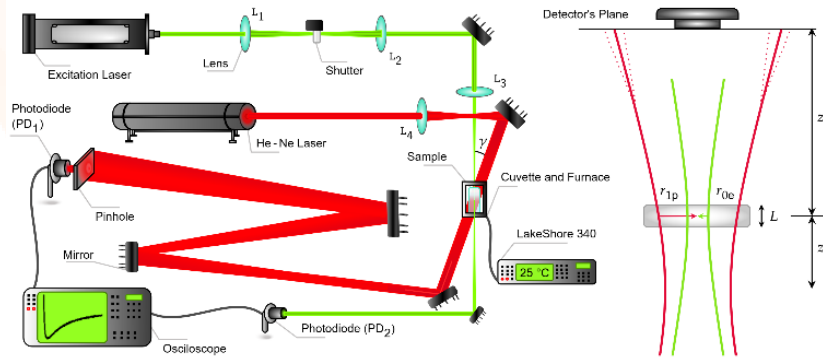 L1
L2
Lens
Shutter
Excitation Laser
L3
Photodiode
(PD1)
He-Ne Laser
L4
γ
Sample
Cuvette and Furnace
Pinhole
LakeShore 340
25 °C
Mirror
Photodiode (PD2)
Osciloscope
Detector's Plane
z
r1p
r0e
L
z